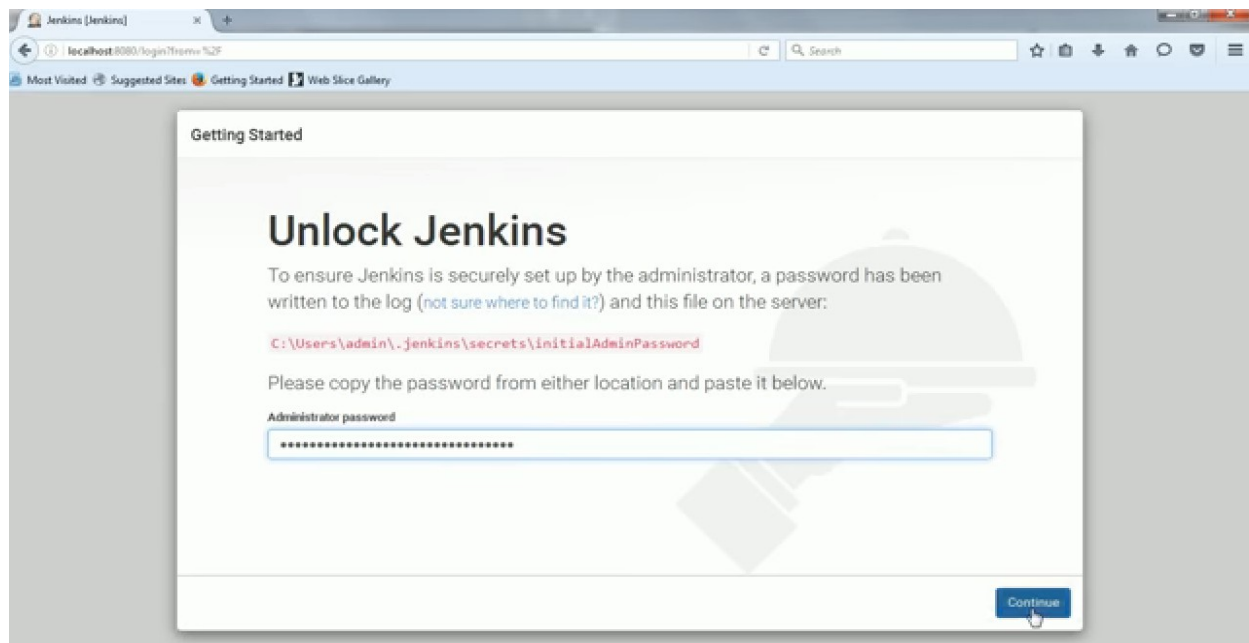 Jenkins [Jenkins]
localhost:8080/login?from=%2F
Search
Most Visited Suggested Sites Getting Started Web Slice Gallery
Getting Started
Unlock Jenkins
To ensure Jenkins is securely set up by the administrator, a password has been
written to the log (not sure where to find it?) and this file on the server:
C:\Users\admin\.jenkins\secrets\initialAdminPassword
Please copy the password from either location and paste it below.
Administrator password
••••••••••••••••••••••••••••••••
Continue